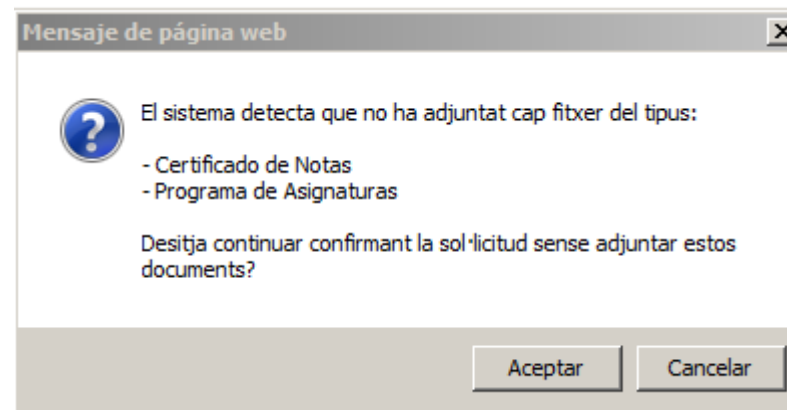 Mensaje de página web
El sistema detecta que no ha adjuntat cap fitxer del tipus:
- Certificado de Notas
- Programa de Asignaturas
Desitja continuar confirmant la sol·licitud sense adjuntar estos
documents?
Aceptar
Cancelar